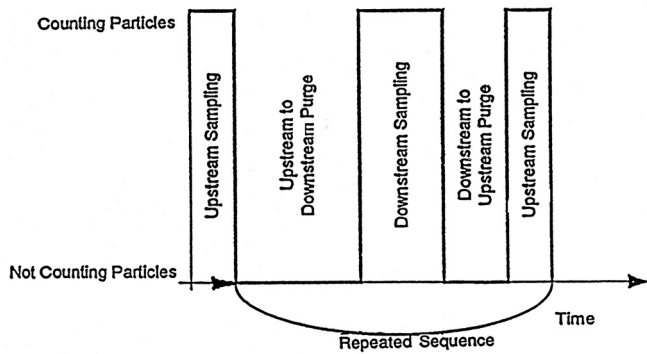 Counting Particles
Upstream Sampling
Upstream to
Downstream Purge
Downstream Sampling
Downstream to
Upstream Purge
Upstream Sampling
Not Counting Particles
Time
Repeated Sequence